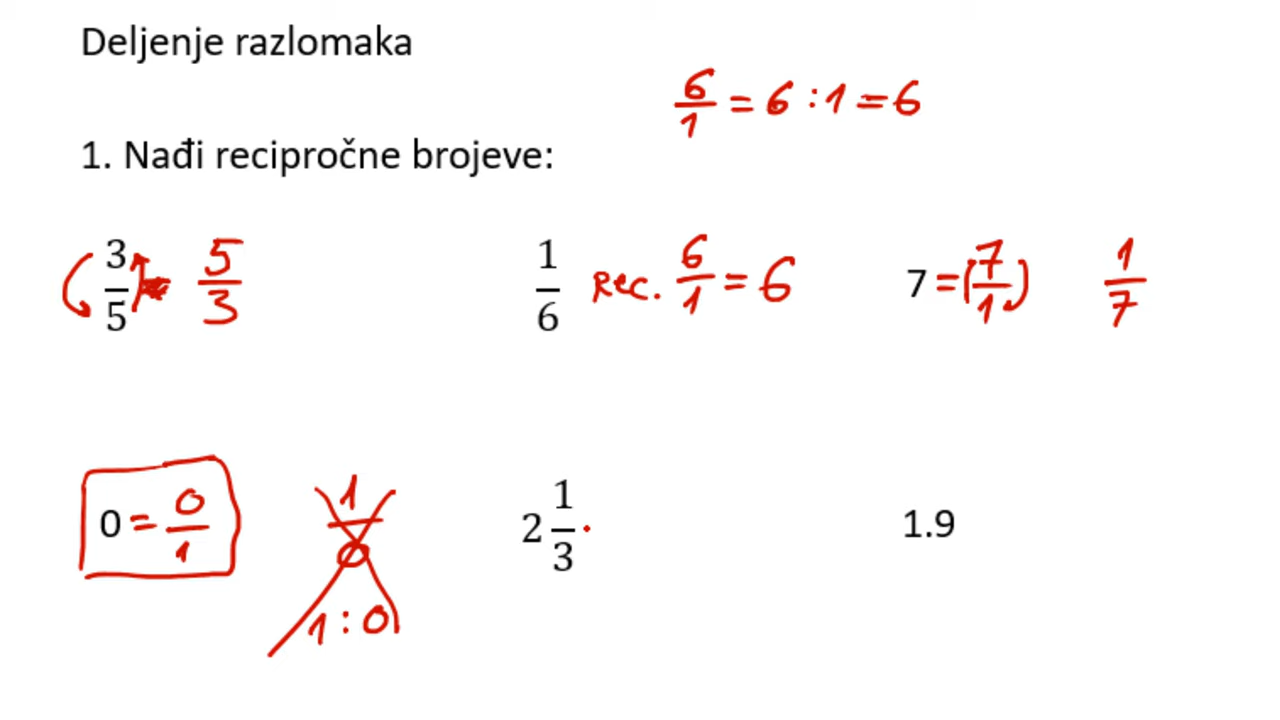 Deljenje razlomaka
6/1 = 6 : 1 = 6
1. Nađi recipročne brojeve:
3/5 = 5/3
1/6 Rec. 6/1 = 6
7 = (7/1) 1/7
0 = 0/1
1/0
1 : 0
2 1/3
1.9